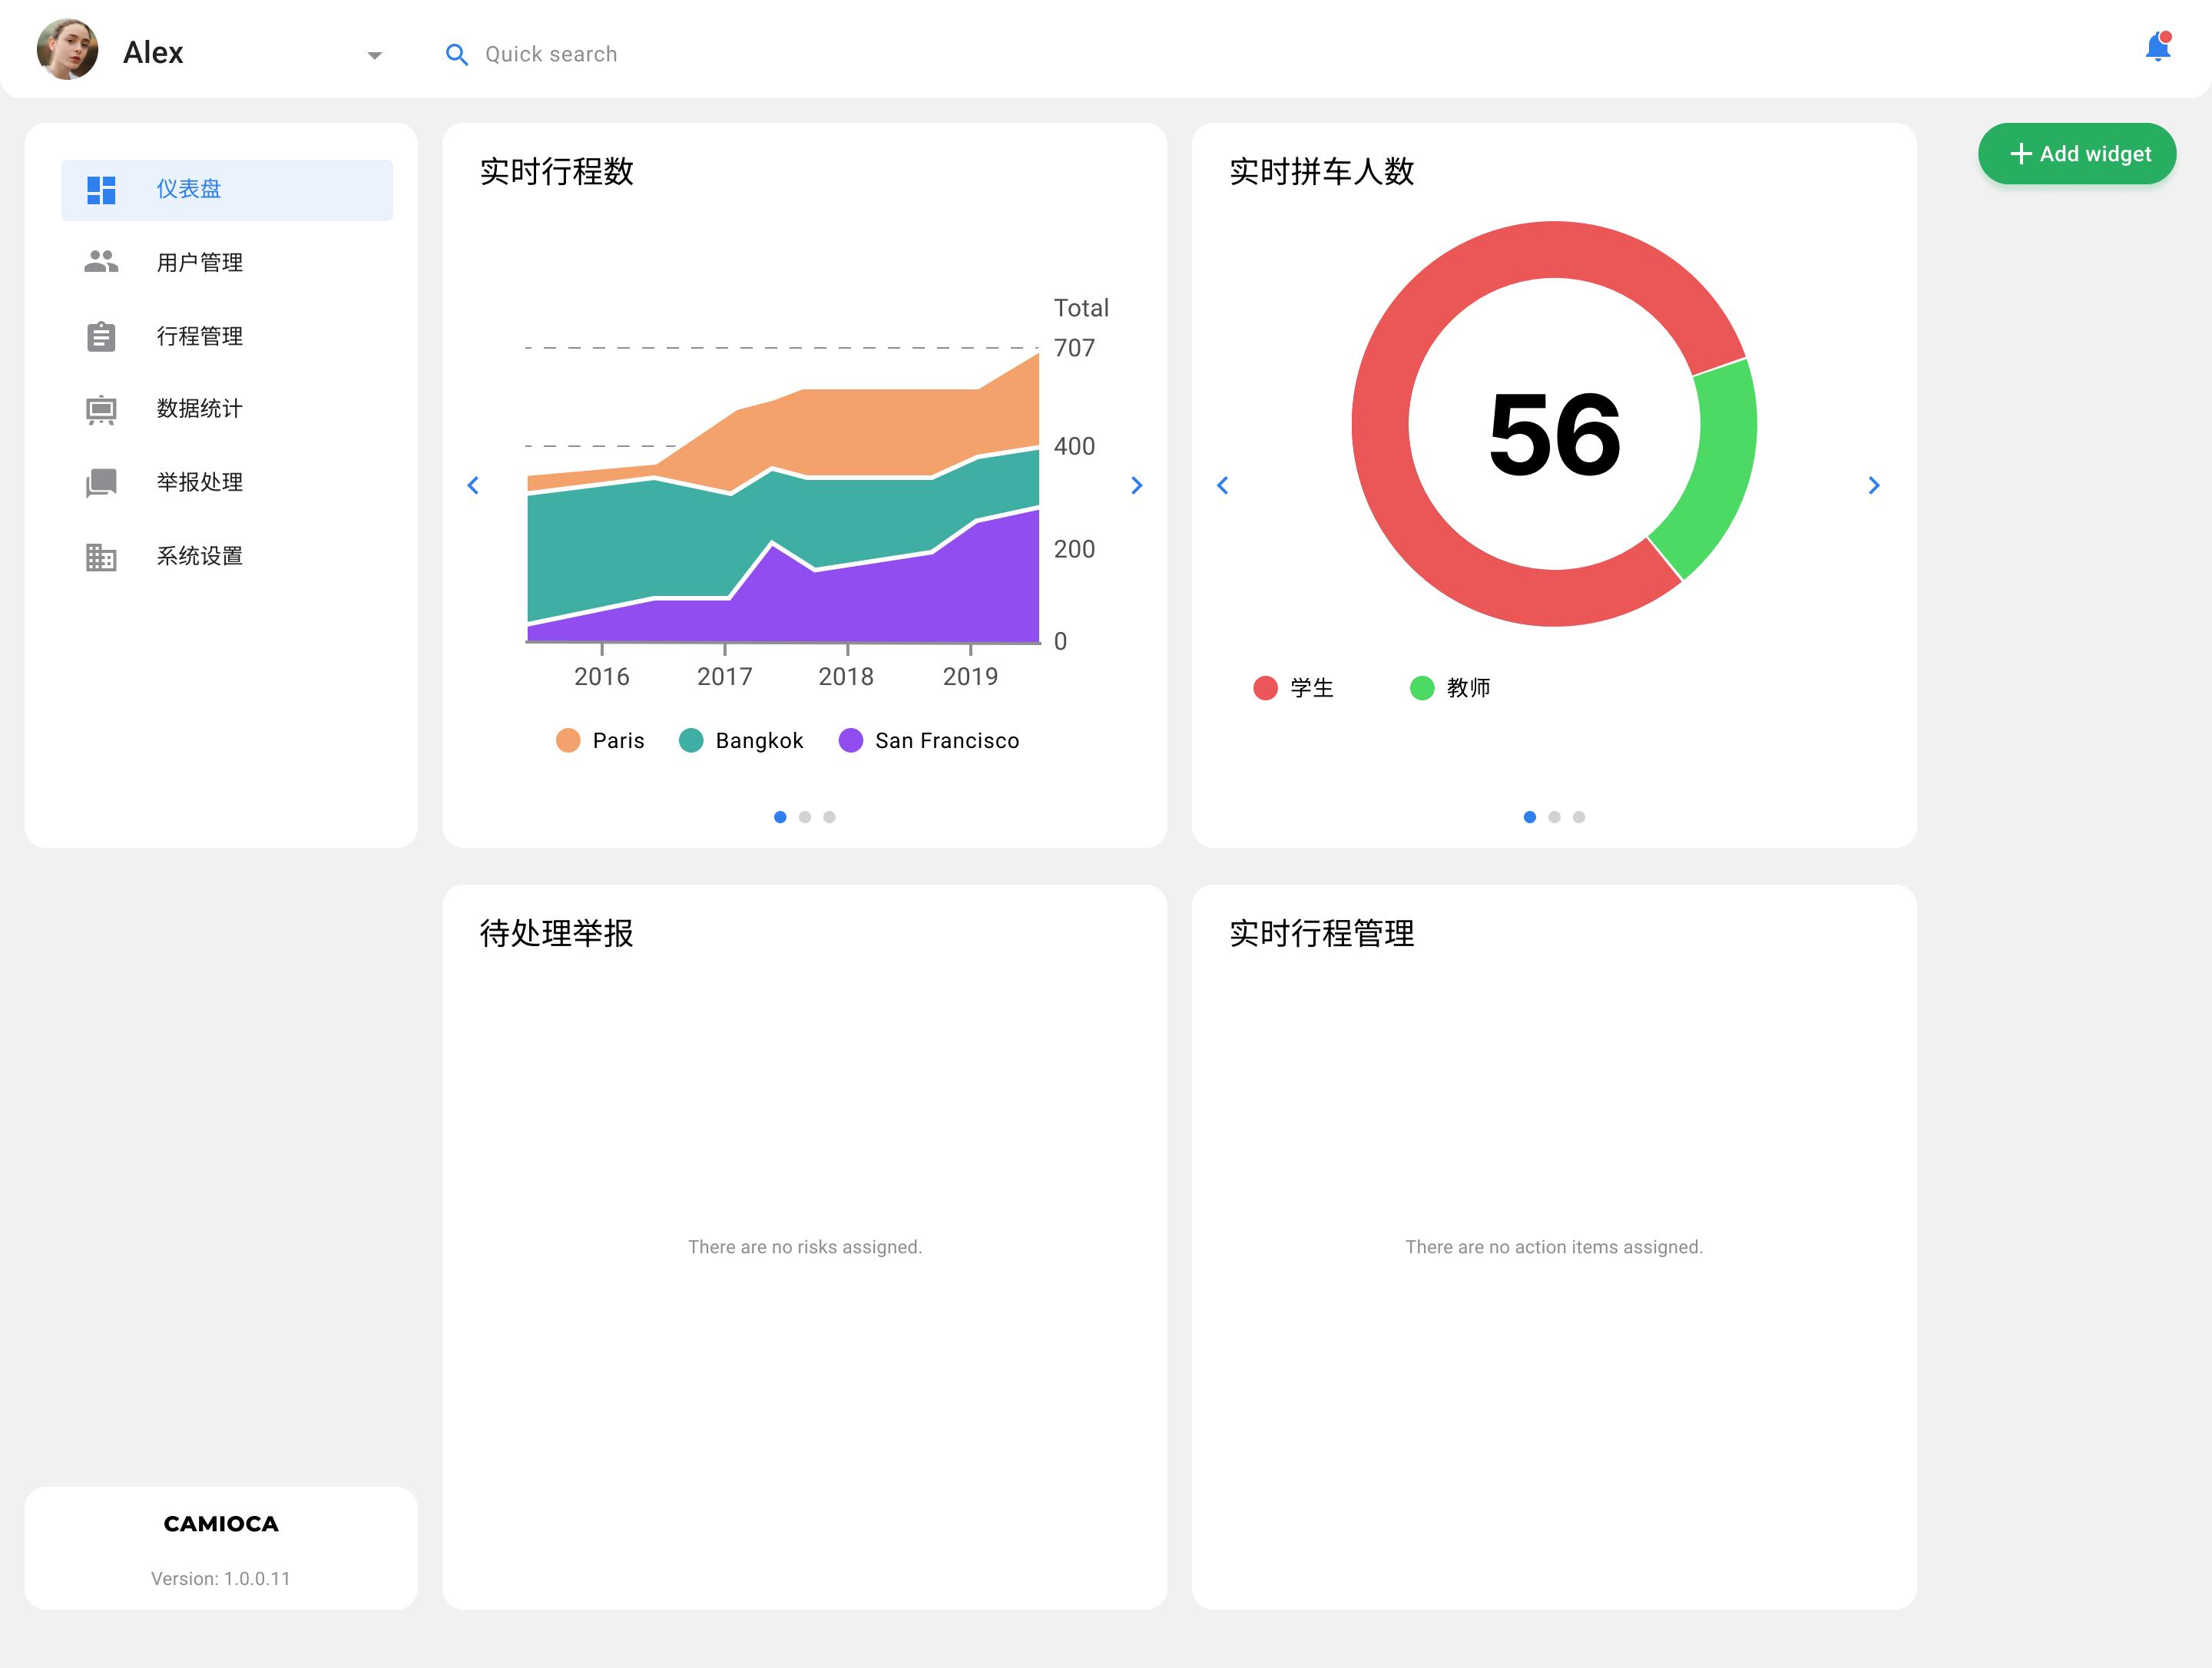 Alex
Quick search
仪表盘
用户管理
行程管理
数据统计
举报处理
系统设置
实时行程数
Total
707
400
200
0
2016 2017 2018 2019
Paris Bangkok San Francisco
实时拼车人数
56
学生 教师
Add widget
待处理举报
There are no risks assigned.
实时行程管理
There are no action items assigned.
CAMIOCA
Version: 1.0.0.11